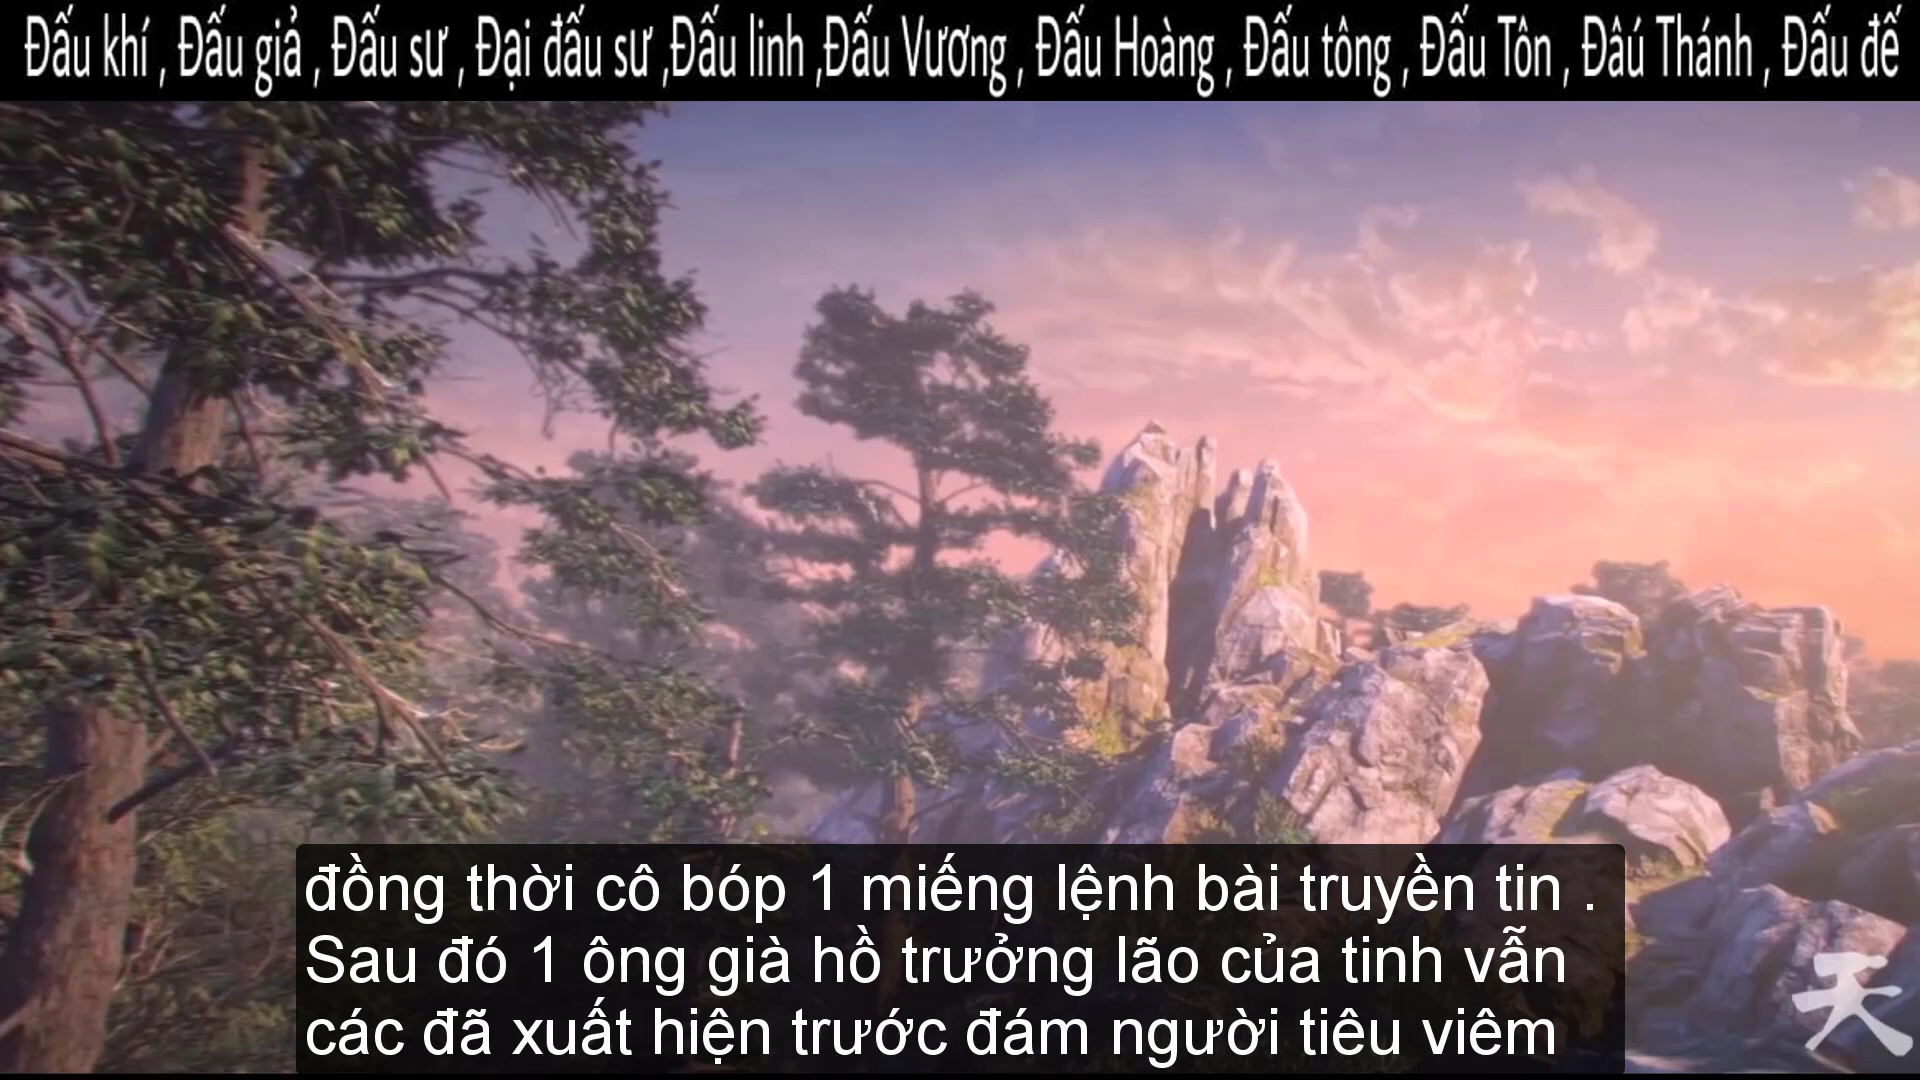 Đấu khí , Đấu giả , Đấu sư , Đại đấu sư ,Đấu linh ,Đấu Vương , Đấu Hoàng , Đấu tông , Đấu Tôn , Đâú Thánh , Đấu đế
đồng thời cô bóp 1 miếng lệnh bài truyền tin .
Sau đó 1 ông già hồ trưởng lão của tinh vẫn
các đã xuất hiện trước đám người tiêu viêm
天